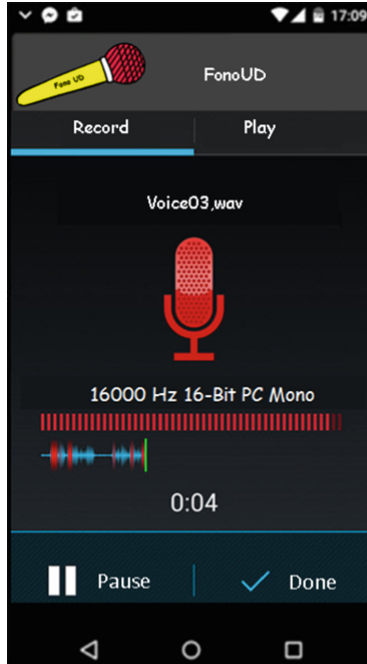 17:09
Fono UD
FonoUD
Record Play
Voice03,wav
16000 Hz 16-Bit PC Mono
0:04
Pause Done